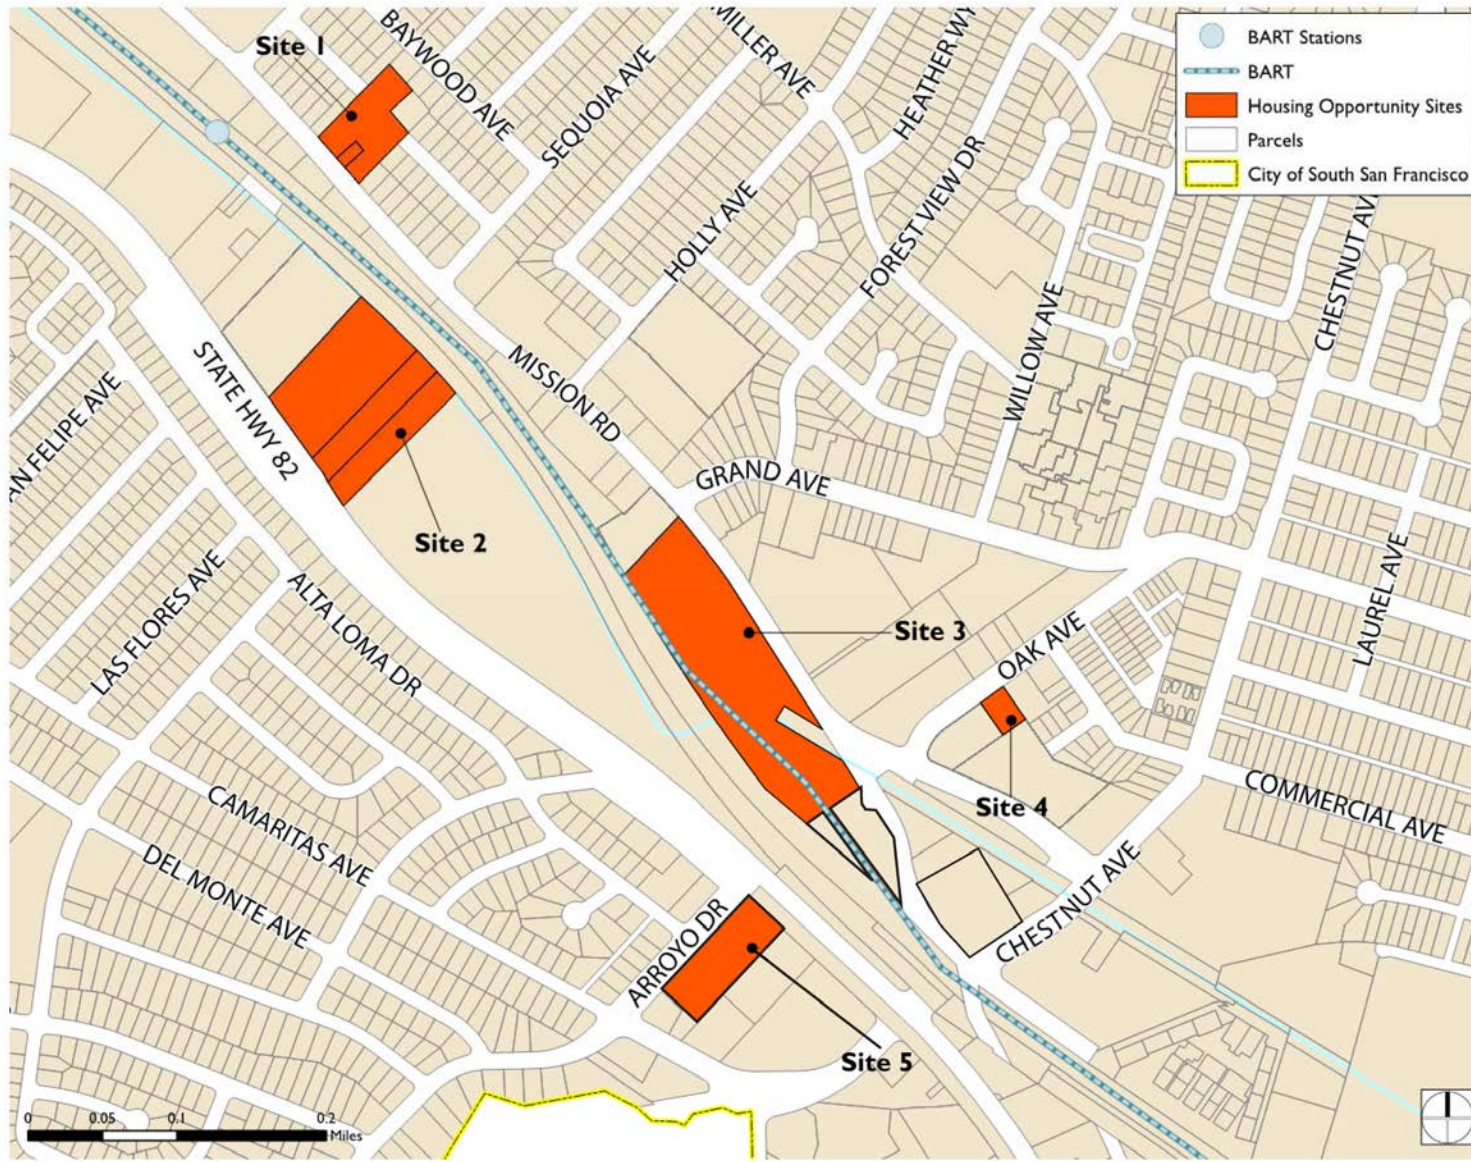 Site 1
BAYWOOD AVE
SEQUOIA AVE
MILLER AVE
HEATHER WY
BART Stations
BART
Housing Opportunity Sites
Parcels
City of South San Francisco
HOLLY AVE
FOREST VIEW DR
WILLOW AVE
CHESTNUT AVE
STATE HWY 82
MISSION RD
AN FELIPE AVE
GRAND AVE
Site 2
LAS FLORES AVE
ALTA LOMA DR
Site 3
OAK AVE
LAUREL AVE
Site 4
COMMERCIAL AVE
CAMARITAS AVE
DEL MONTE AVE
ARROYO DR
CHESTNUT AVE
Site 5
0 0.05 0.1 0.2
Miles